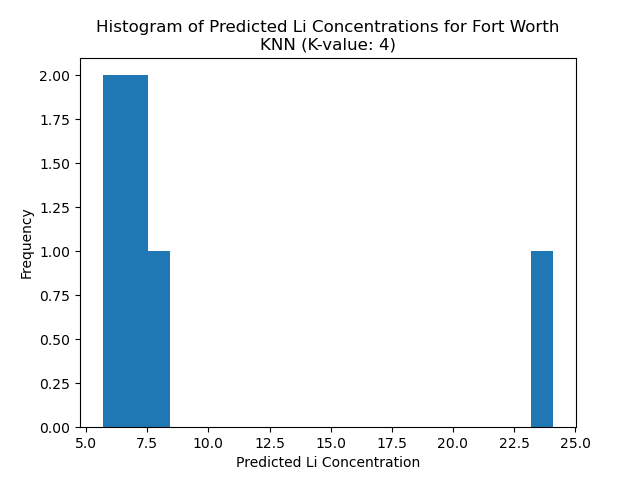 Histogram of Predicted Li Concentrations for Fort Worth
KNN (K-value: 4)
2.00
1.75
1.50
1.25
1.00
0.75
0.50
0.25
0.00
Frequency
5.0 7.5 10.0 12.5 15.0 17.5 20.0 22.5 25.0
Predicted Li Concentration